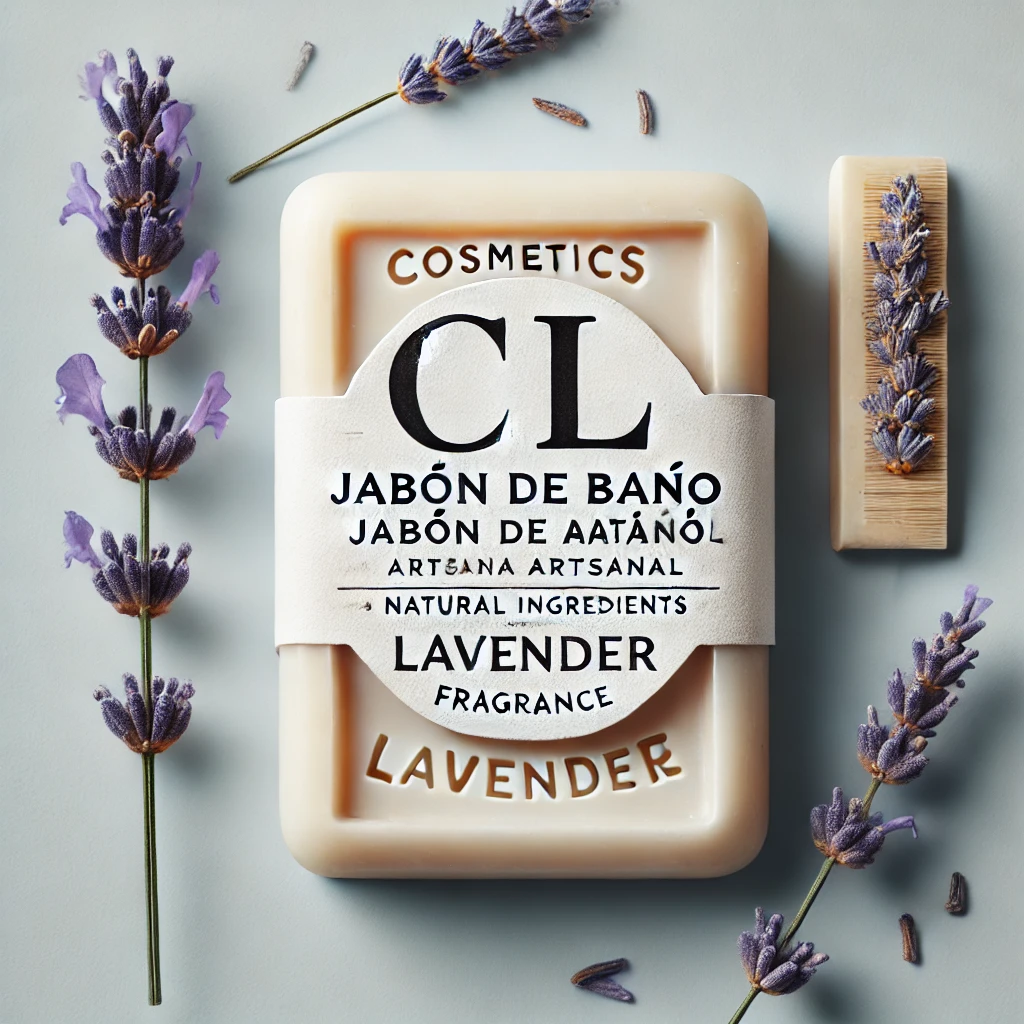 COSMETICS
CL
JABÓN DE BAŃO
JABÓN DE AATÁNÓL
ARTSANA ARTSANAL
NATURAL INGREDIENTS
LAVENDER
FRAGRANCE
LAVENDER